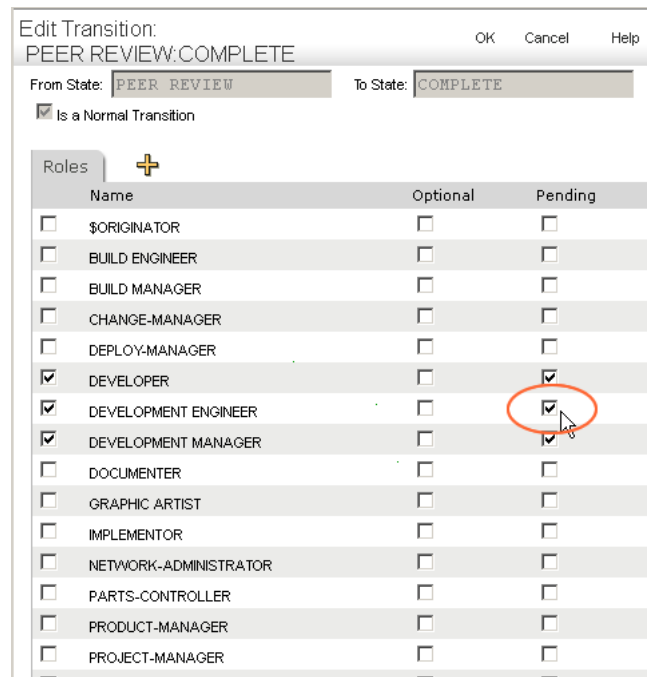 Edit Transition:
PEER REVIEW:COMPLETE
OK Cancel Help
From State: PEER REVIEW To State: COMPLETE
Is a Normal Transition
Roles
Name Optional Pending
$ORIGINATOR
BUILD ENGINEER
BUILD MANAGER
CHANGE-MANAGER
DEPLOY-MANAGER
DEVELOPER
DEVELOPMENT ENGINEER
DEVELOPMENT MANAGER
DOCUMENTER
GRAPHIC ARTIST
IMPLEMENTOR
NETWORK-ADMINISTRATOR
PARTS-CONTROLLER
PRODUCT-MANAGER
PROJECT-MANAGER